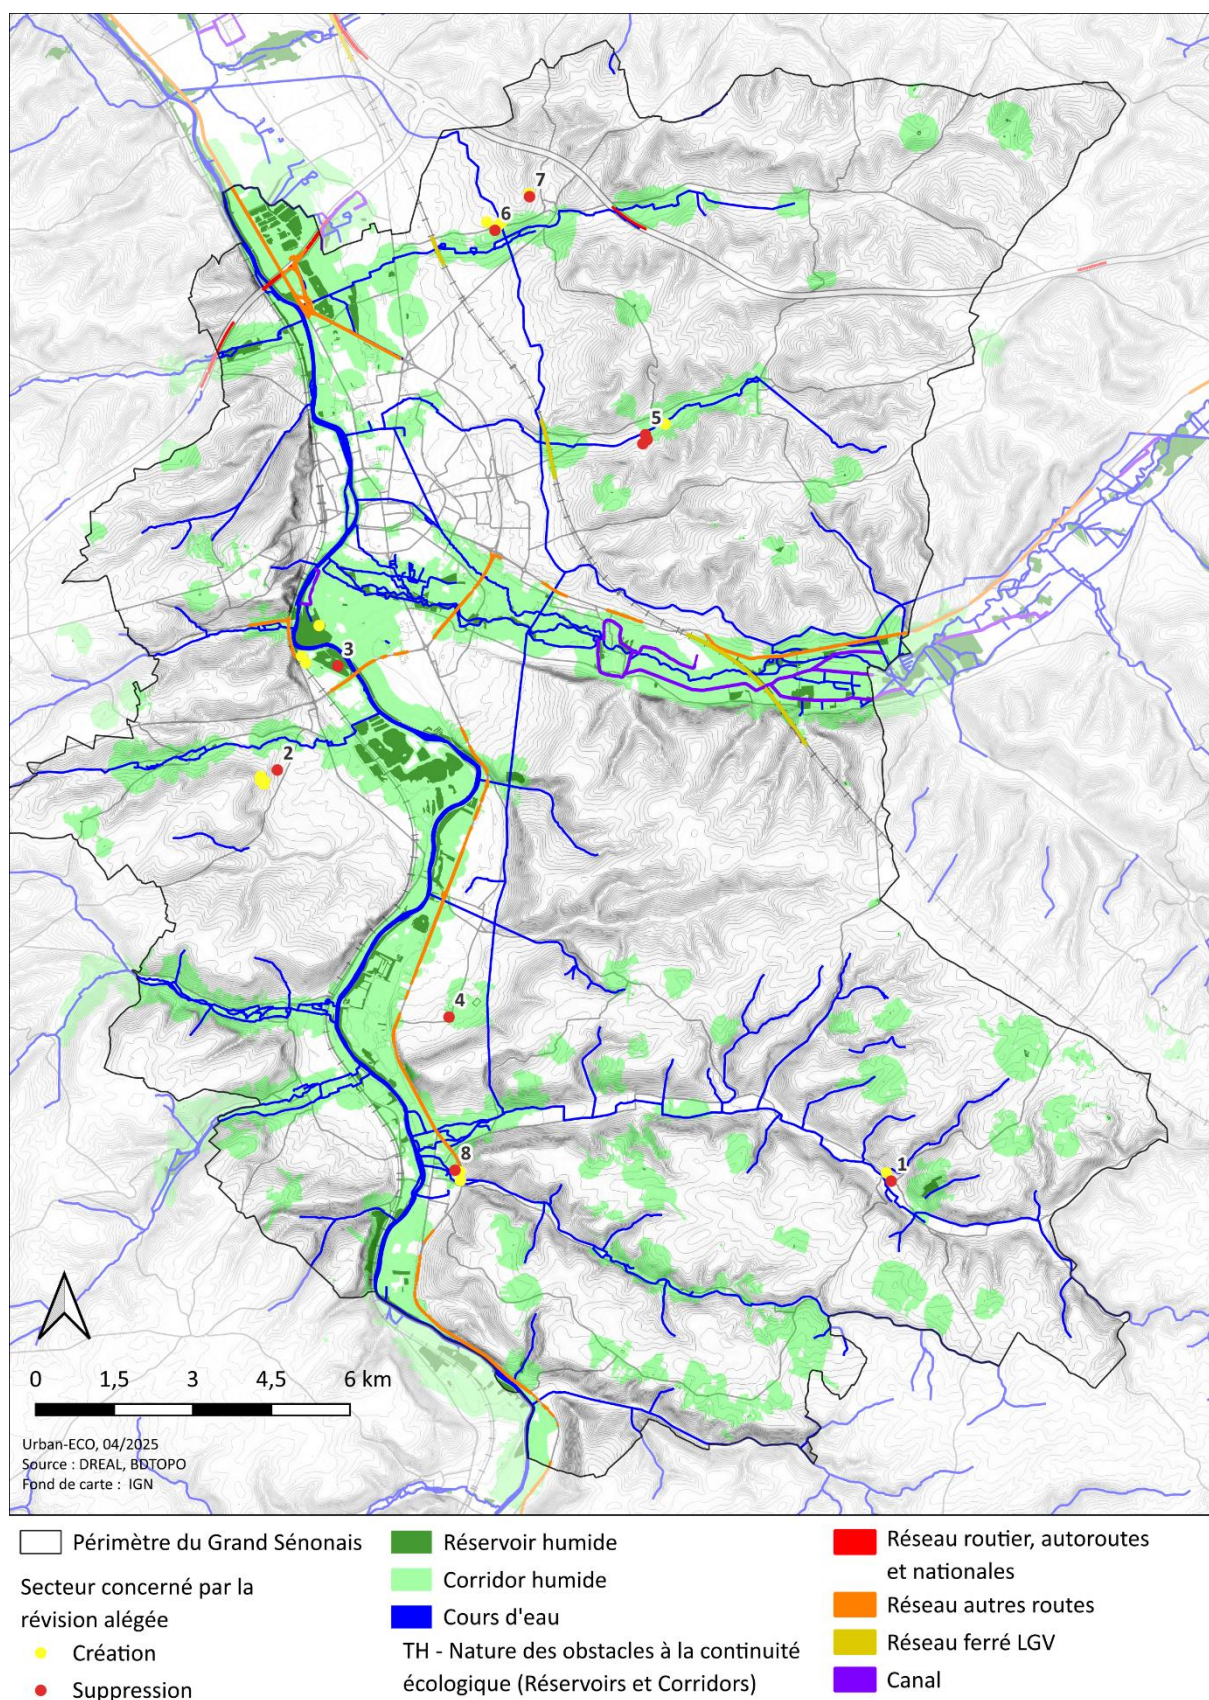 7
6
5
3
2
4
8
1
0 1,5 3 4,5 6 km
Urban-ECO, 04/2025
Source : DREAL, BDTOPO
Fond de carte : IGN
Périmètre du Grand Sénonais
Secteur concerné par la
révision alégée
Création
Suppression
Réservoir humide
Corridor humide
Cours d'eau
TH - Nature des obstacles à la continuité
écologique (Réservoirs et Corridors)
Réseau routier, autoroutes
et nationales
Réseau autres routes
Réseau ferré LGV
Canal